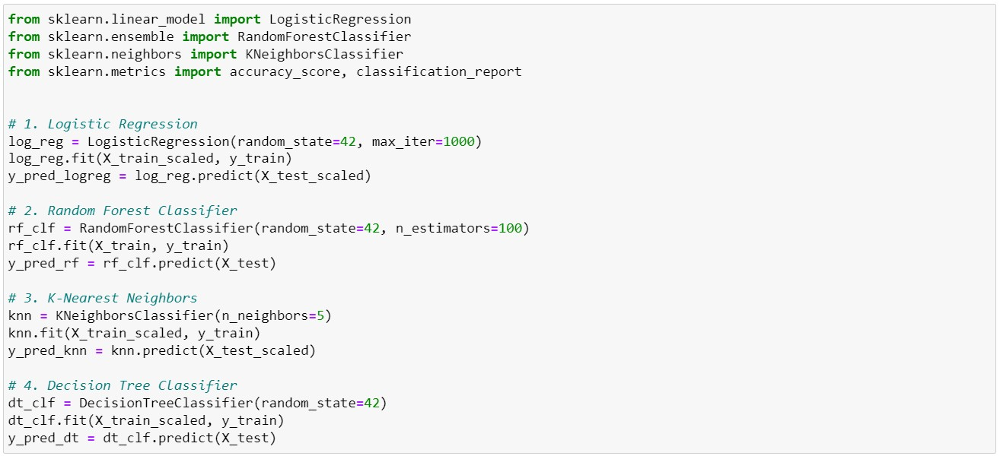 from sklearn.linear_model import LogisticRegression
from sklearn.ensemble import RandomForestClassifier
from sklearn.neighbors import KNeighborsClassifier
from sklearn.metrics import accuracy_score, classification_report
# 1. Logistic Regression
log_reg = LogisticRegression(random_state=42, max_iter=1000)
log_reg.fit(X_train_scaled, y_train)
y_pred_logreg = log_reg.predict(X_test_scaled)
# 2. Random Forest Classifier
rf_clf = RandomForestClassifier(random_state=42, n_estimators=100)
rf_clf.fit(X_train, y_train)
y_pred_rf = rf_clf.predict(X_test)
# 3. K-Nearest Neighbors
knn = KNeighborsClassifier(n_neighbors=5)
knn.fit(X_train_scaled, y_train)
y_pred_knn = knn.predict(X_test_scaled)
# 4. Decision Tree Classifier
dt_clf = DecisionTreeClassifier(random_state=42)
dt_clf.fit(X_train_scaled, y_train)
y_pred_dt = dt_clf.predict(X_test)